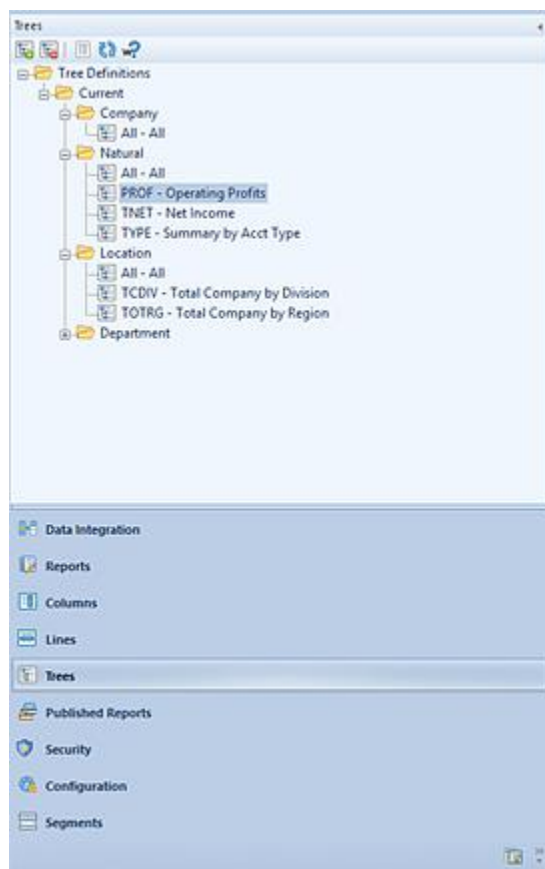 Trees
Tree Definitions
Current
Company
All - All
Natural
All - All
PROF - Operating Profits
TNET - Net Income
TYPE - Summary by Acct Type
Location
All - All
TCDIV - Total Company by Division
TOTRG - Total Company by Region
Department
Data Integration
Reports
Columns
Lines
Trees
Published Reports
Security
Configuration
Segments